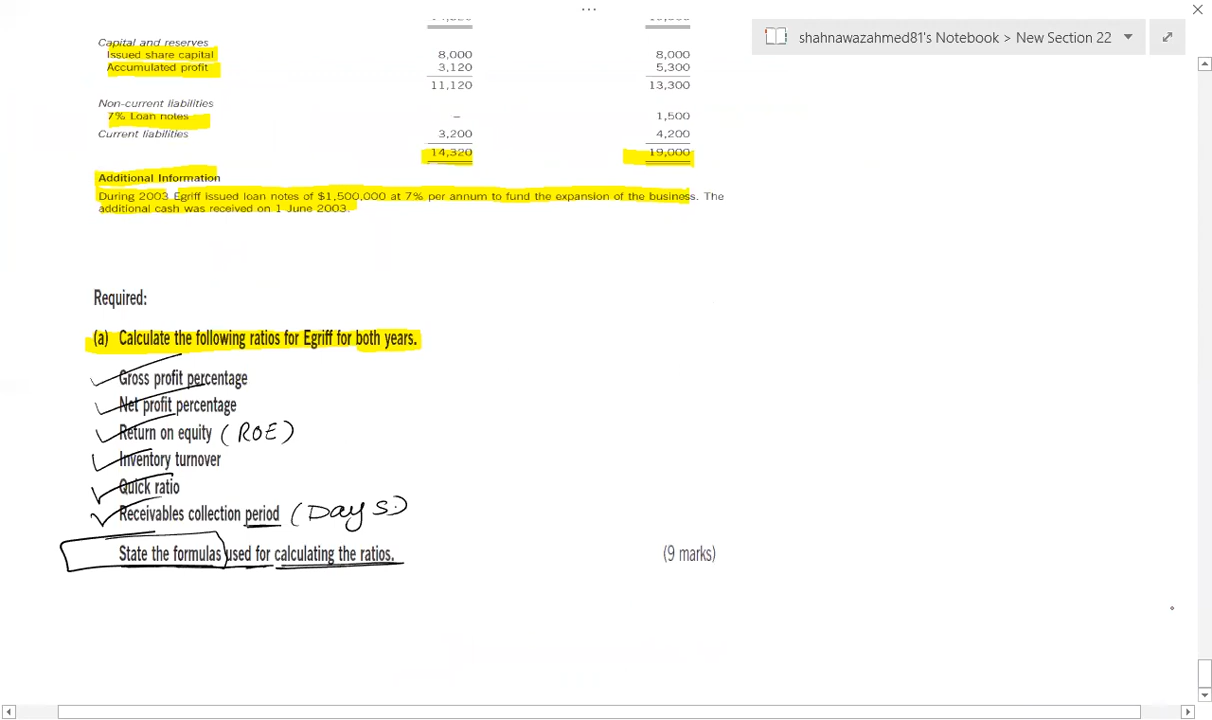 shahnawazahmed81's Notebook > New Section 22
Capital and reserves
Issued share capital 8,000 8,000
Accumulated profit 3,120 5,300
11,120 13,300
Non-current liabilities
7% Loan notes – 1,500
Current liabilities 3,200 4,200
14,320 19,000
Additional Information
During 2003 Egriff issued loan notes of $1,500,000 at 7% per annum to fund the expansion of the business. The
additional cash was received on 1 June 2003.
Required:
(a) Calculate the following ratios for Egriff for both years.
Gross profit percentage
Net profit percentage
Return on equity (ROE)
Inventory turnover
Quick ratio
Receivables collection period (Days.)
State the formulas used for calculating the ratios. (9 marks)